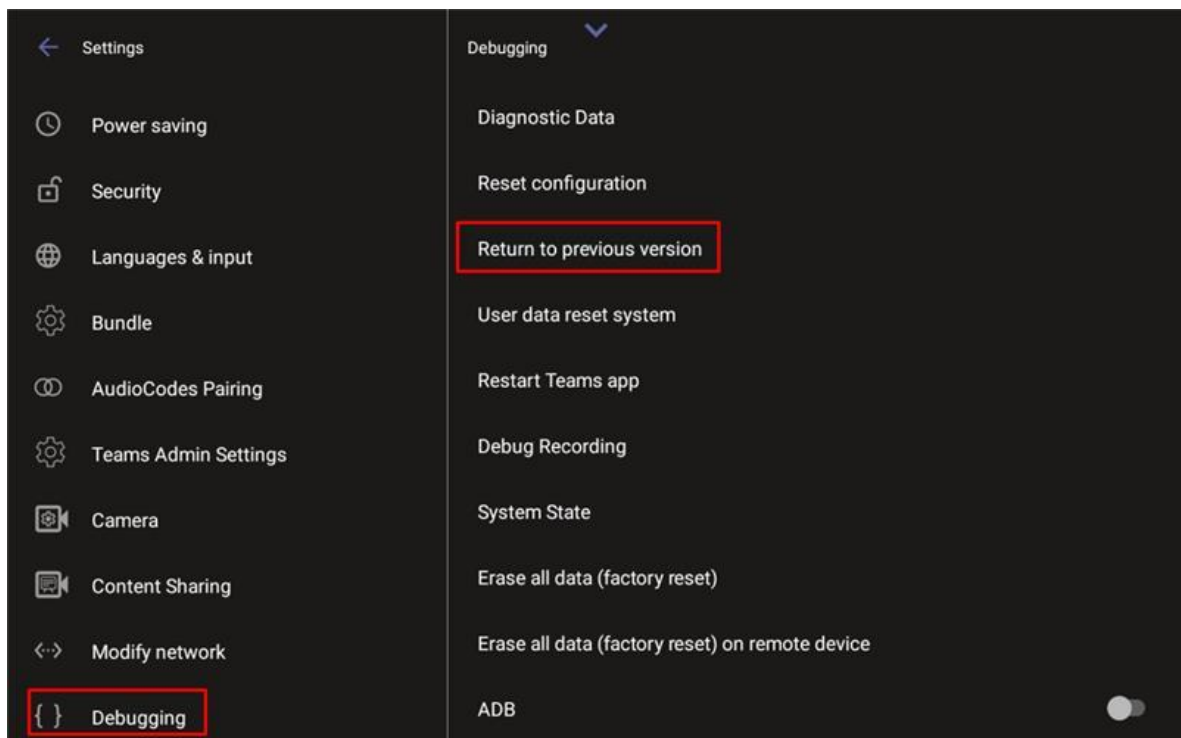 Settings
Power saving
Security
Languages & input
Bundle
AudioCodes Pairing
Teams Admin Settings
Camera
Content Sharing
Modify network
{ } Debugging
Debugging
Diagnostic Data
Reset configuration
Return to previous version
User data reset system
Restart Teams app
Debug Recording
System State
Erase all data (factory reset)
Erase all data (factory reset) on remote device
ADB